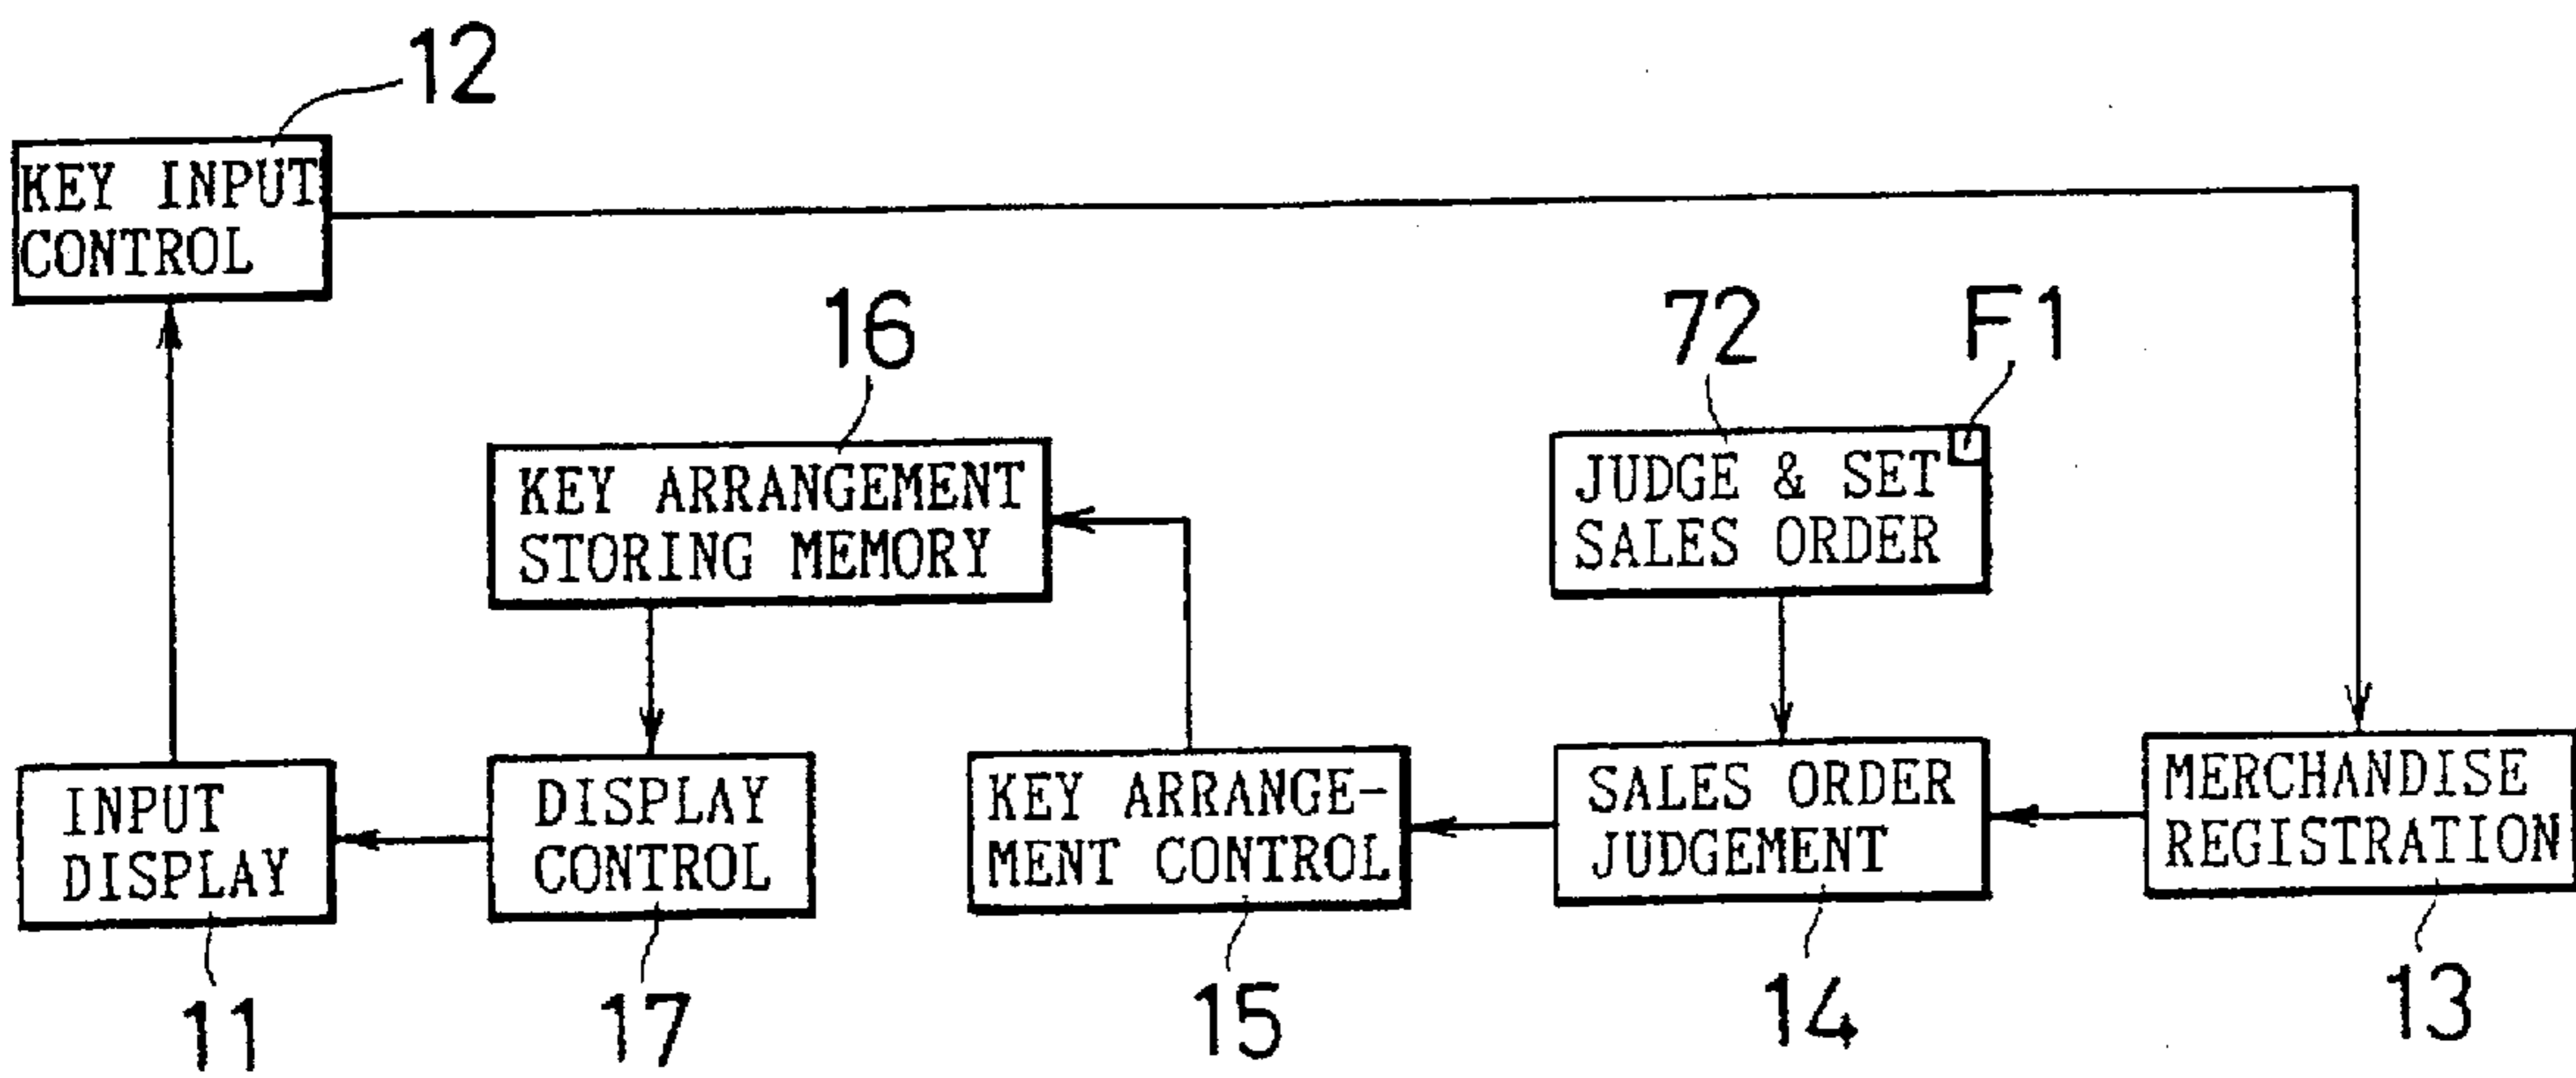 12
KEY INPUT
CONTROL
16
72
F1
KEY ARRANGEMENT
STORING MEMORY
JUDGE & SET
SALES ORDER
INPUT
DISPLAY
DISPLAY
CONTROL
KEY ARRANGE-
MENT CONTROL
SALES ORDER
JUDGEMENT
MERCHANDISE
REGISTRATION
11
17
15
14
13